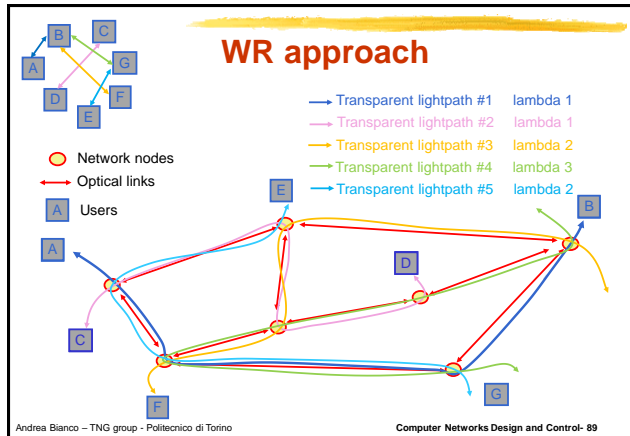 WR approach
B
C
A
G
D
F
E
Transparent lightpath #1 lambda 1
Transparent lightpath #2 lambda 1
Transparent lightpath #3 lambda 2
Transparent lightpath #4 lambda 3
Transparent lightpath #5 lambda 2
Network nodes
Optical links
A Users
E
B
A
D
C
F
G
Andrea Bianco – TNG group - Politecnico di Torino
Computer Networks Design and Control- 89